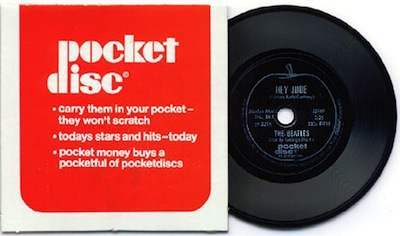 pocket
disc©
• carry them in your pocket–
they won't scratch
• todays stars and hits–today
• pocket money buys a
pocketful of pocketdiscs
HEY JUDE
THE BEATLES
pocket
disc